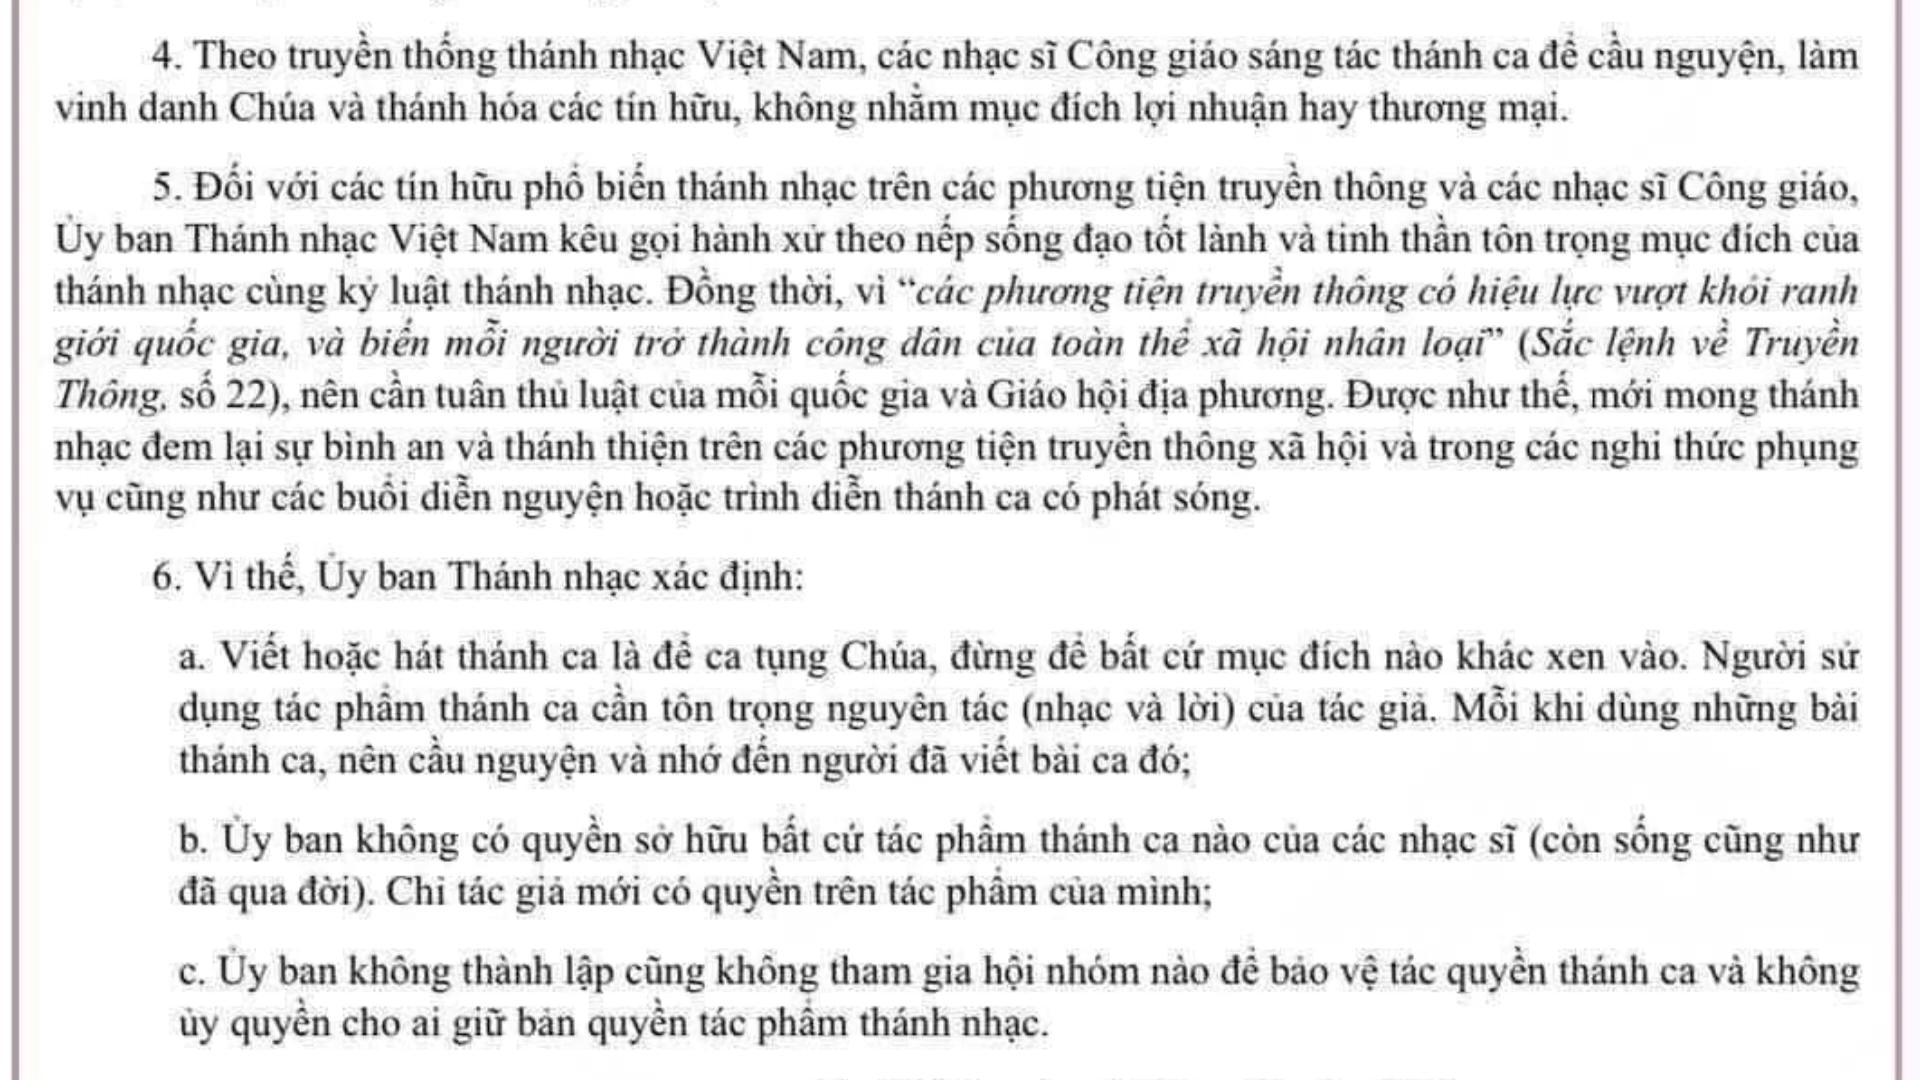 4. Theo truyền thống thánh nhạc Việt Nam, các nhạc sĩ Công giáo sáng tác thánh ca để cầu nguyện, làm
vinh danh Chúa và thánh hóa các tín hữu, không nhằm mục đích lợi nhuận hay thương mại.
5. Đối với các tín hữu phổ biến thánh nhạc trên các phương tiện truyền thông và các nhạc sĩ Công giáo,
Ủy ban Thánh nhạc Việt Nam kêu gọi hành xử theo nếp sống đạo tốt lành và tinh thần tôn trọng mục đích của
thánh nhạc cùng kỷ luật thánh nhạc. Đồng thời, vì “các phương tiện truyền thông có hiệu lực vượt khỏi ranh
giới quốc gia, và biến mỗi người trở thành công dân của toàn thể xã hội nhân loại” (Sắc lệnh về Truyền
Thông, số 22), nên cần tuân thủ luật của mỗi quốc gia và Giáo hội địa phương. Được như thế, mới mong thánh
nhạc đem lại sự bình an và thánh thiện trên các phương tiện truyền thông xã hội và trong các nghi thức phụng
vụ cũng như các buổi diễn nguyện hoặc trình diễn thánh ca có phát sóng.
6. Vì thế, Ủy ban Thánh nhạc xác định:
a. Viết hoặc hát thánh ca là để ca tụng Chúa, đừng để bất cứ mục đích nào khác xen vào. Người sử
dụng tác phẩm thánh ca cần tôn trọng nguyên tác (nhạc và lời) của tác giả. Mỗi khi dùng những bài
thánh ca, nên cầu nguyện và nhớ đến người đã viết bài ca đó;
b. Ủy ban không có quyền sở hữu bất cứ tác phẩm thánh ca nào của các nhạc sĩ (còn sống cũng như
đã qua đời). Chỉ tác giả mới có quyền trên tác phẩm của mình;
c. Ủy ban không thành lập cũng không tham gia hội nhóm nào để bảo vệ tác quyền thánh ca và không
ủy quyền cho ai giữ bản quyền tác phẩm thánh nhạc.